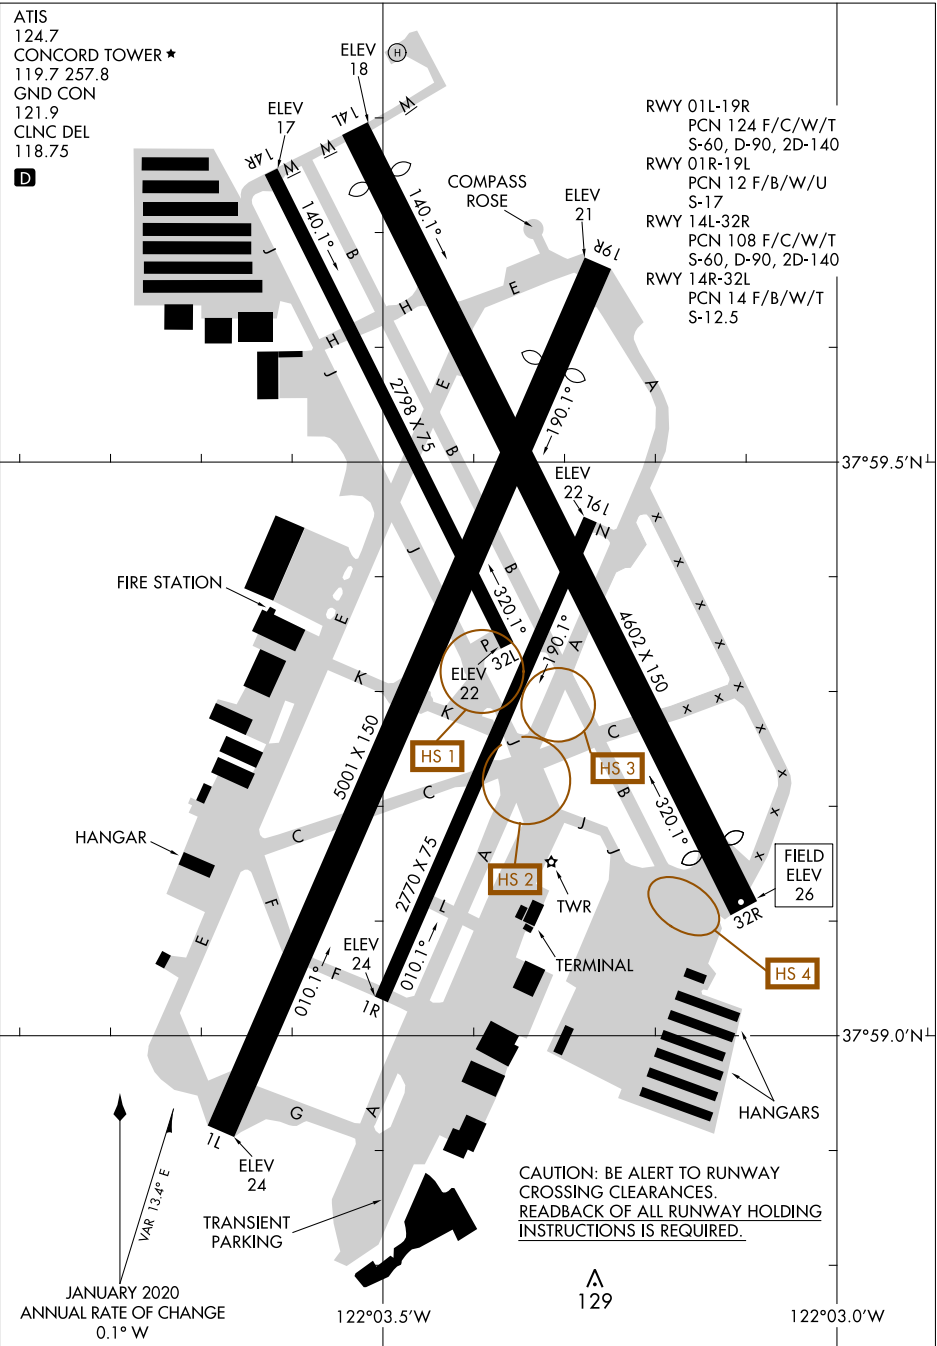 ATIS
124.7
CONCORD TOWER ★
119.7 257.8
GND CON
121.9
CLNC DEL
118.75
D
ELEV
18
H
ELEV
17
14L
14R
W
W
W
RWY 01L-19R
PCN 124 F/C/W/T
S-60, D-90, 2D-140
RWY 01R-19L
PCN 12 F/B/W/U
S-17
RWY 14L-32R
PCN 108 F/C/W/T
S-60, D-90, 2D-140
RWY 14R-32L
PCN 14 F/B/W/T
S-12.5
COMPASS
ROSE
ELEV
21
19R
140.1°
140.1°
J
B
H
E
H
J
E
A
2798 X 75
B
190.1°
37°59.5'N
ELEV
22
19L
N
J
B
X
X
X
X
FIRE STATION
320.1°
4602 X 150
E
P
32L
190.1°
A
ELEV
22
K
K
J
C
X
X
X
HS 1
HS 3
5001 X 150
C
C
B
320.1°
X
X
X
J
J
HANGAR
A
HS 2
TWR
FIELD
ELEV
26
2770 X 75
F
L
32R
E
ELEV
24
F
010.1°
010.1°
TERMINAL
HS 4
1R
37°59.0'N
HANGARS
G
A
1L
ELEV
24
VAR 13.4° E
TRANSIENT
PARKING
CAUTION: BE ALERT TO RUNWAY
CROSSING CLEARANCES.
READBACK OF ALL RUNWAY HOLDING
INSTRUCTIONS IS REQUIRED.
129
JANUARY 2020
ANNUAL RATE OF CHANGE
0.1° W
122°03.5'W
122°03.0'W